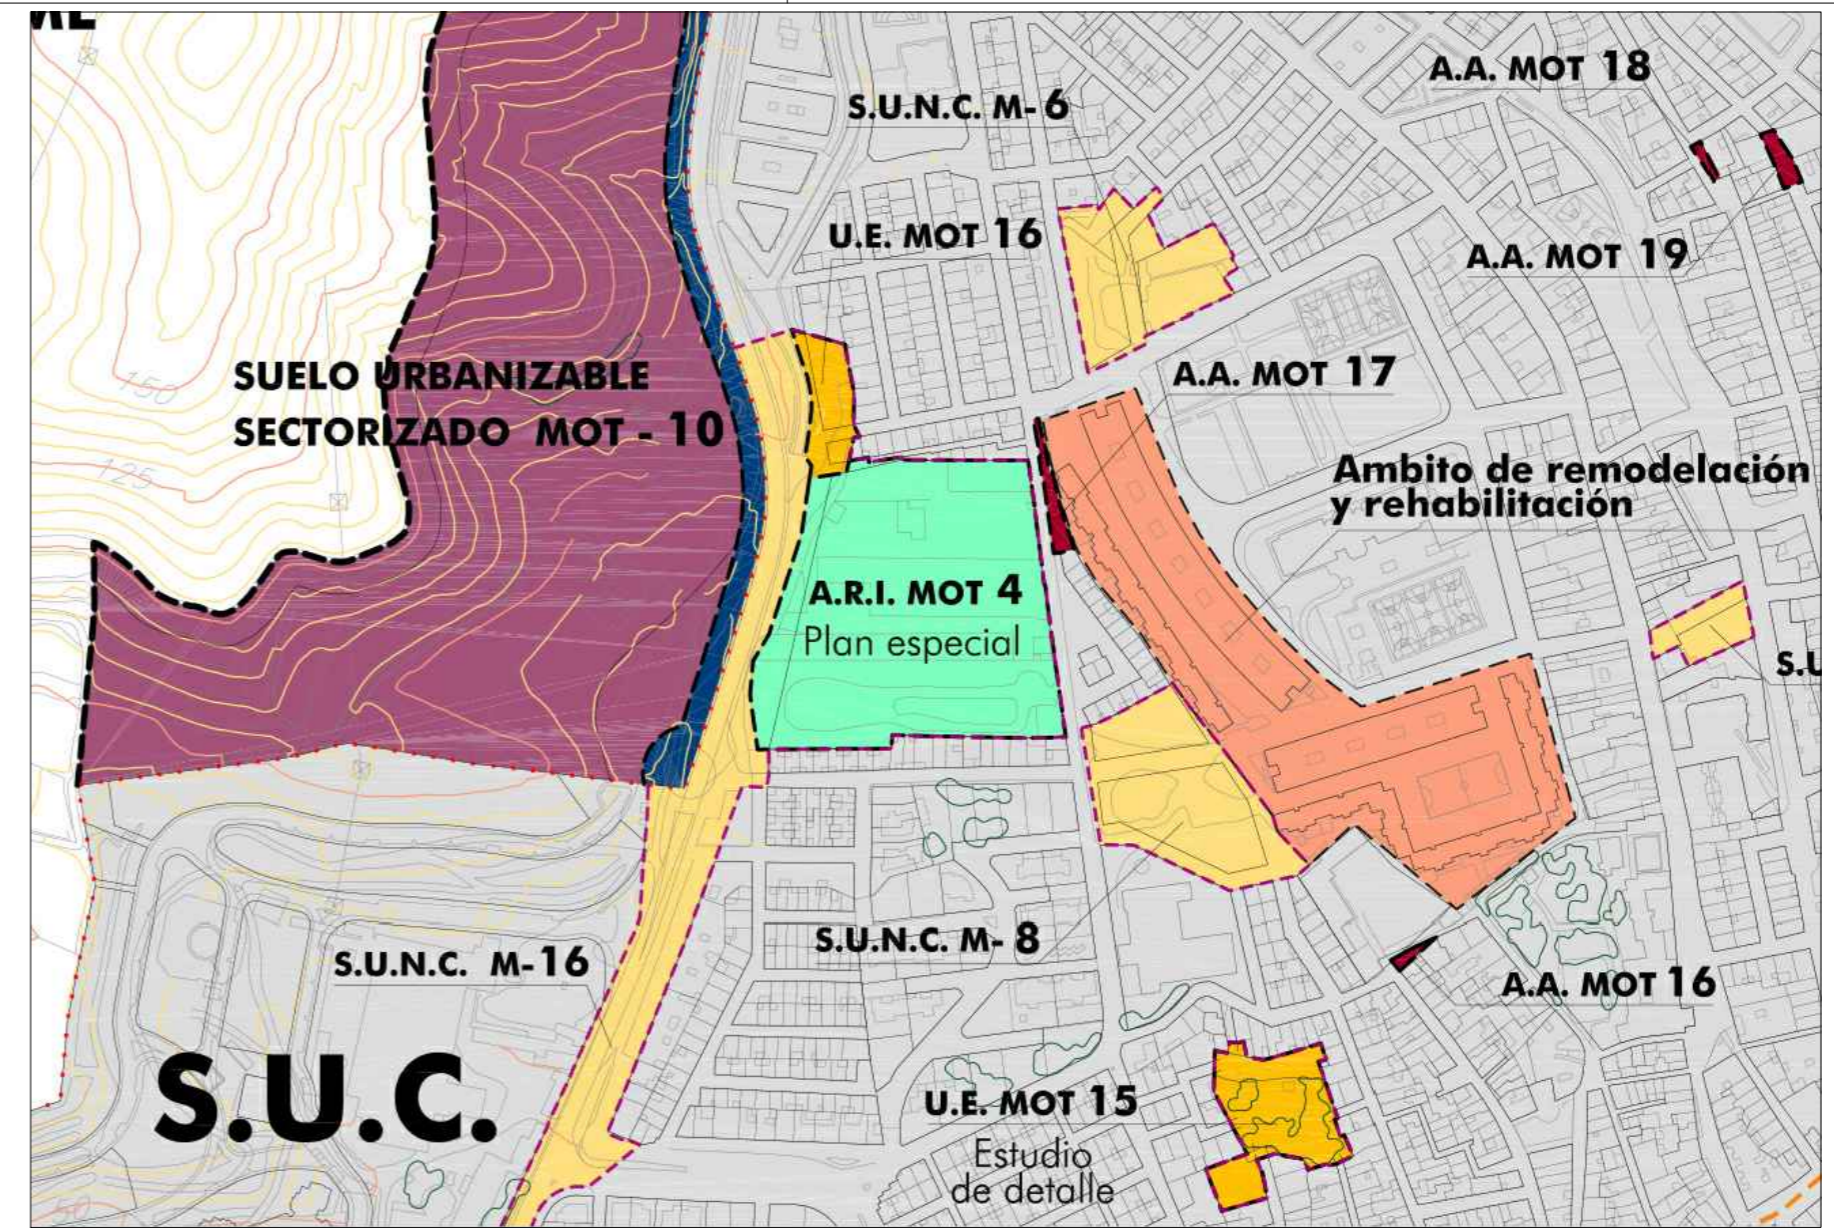 A.A. MOT 18
S.U.N.C. M- 6
U.E. MOT 16
A.A. MOT 19
SUELO URBANIZABLE
SECTORIZADO MOT - 10
150
125
A.A. MOT 17
Ambito de remodelación
y rehabilitación
A.R.I. MOT 4
Plan especial
S.U.N.C. M- 8
S.U.N.C. M-16
A.A. MOT 16
S.U.C.
U.E. MOT 15
Estudio
de detalle